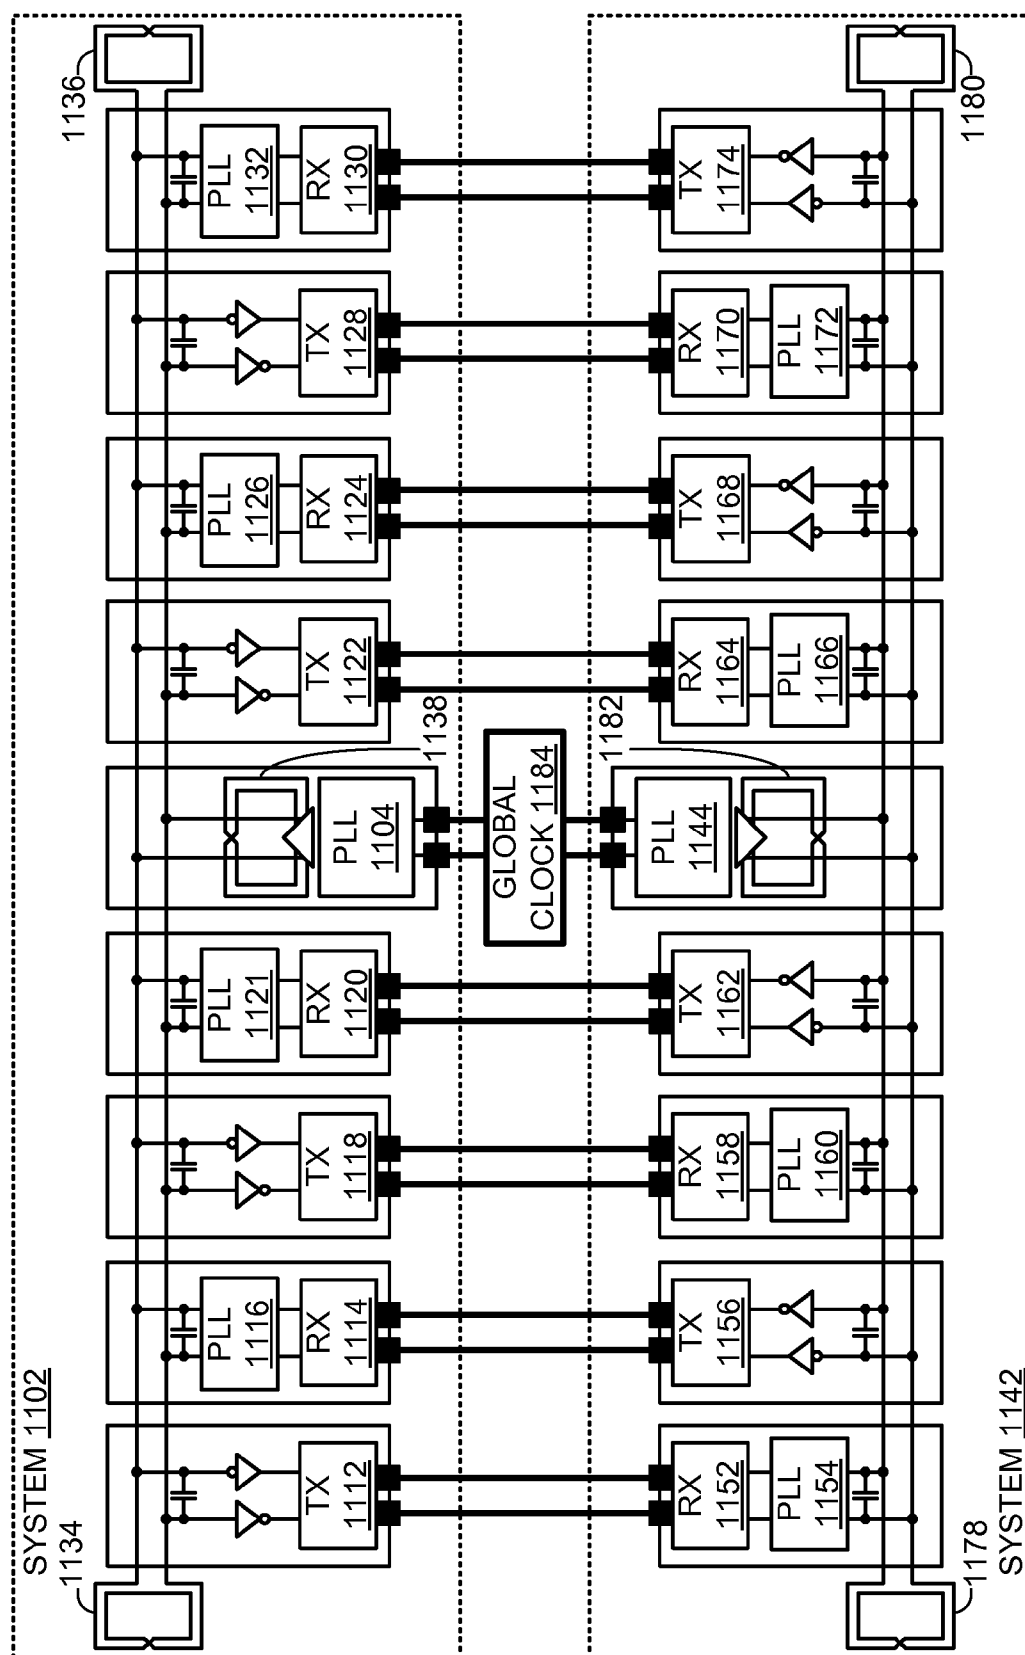 SYSTEM 1102
1134
TX
1112
PLL
1116
RX
1114
TX
1118
PLL
1121
RX
1120
1138
PLL
1104
TX
1122
PLL
1126
RX
1124
TX
1128
PLL
1132
RX
1130
1136
GLOBAL
CLOCK 1184
RX
1152
PLL
1154
TX
1156
RX
1158
PLL
1160
TX
1162
1182
PLL
1144
RX
1164
PLL
1166
TX
1168
RX
1170
PLL
1172
TX
1174
1180
1178
SYSTEM 1142